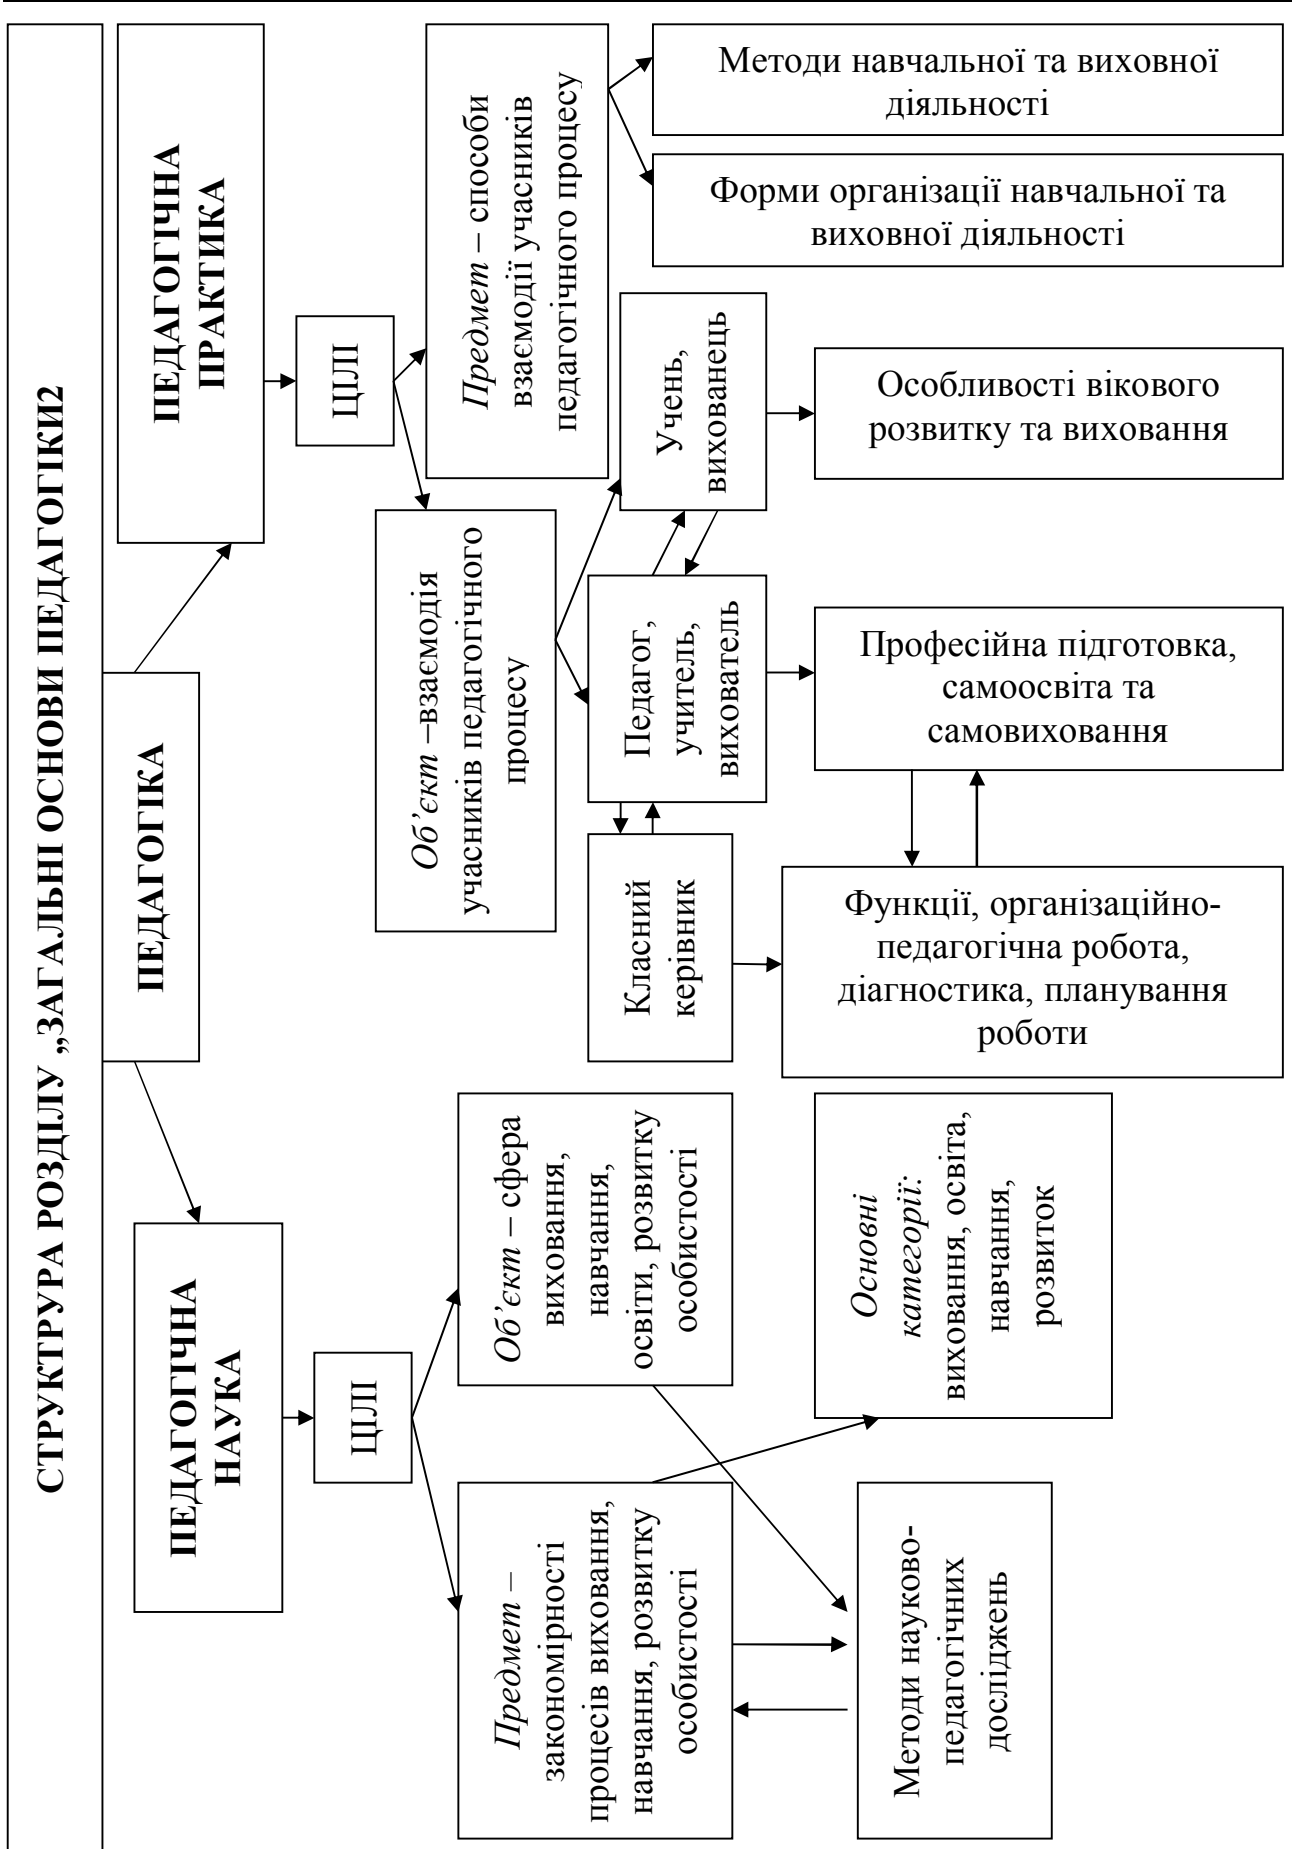 СТРУКТРУРА РОЗДІЛУ „ЗАГАЛЬНІ ОСНОВИ ПЕДАГОГІКИ2
ПЕДАГОГІКА
ПЕДАГОГІЧНА
НАУКА
ПЕДАГОГІЧНА
ПРАКТИКА
ЦІЛІ
ЦІЛІ
Предмет –
закономірності
процесів виховання,
навчання, розвитку
особистості
Об’єкт – сфера
виховання,
навчання,
освіти, розвитку
особистості
Методи науково-
педагогічних
досліджень
Основні
категорії:
виховання, освіта,
навчання,
розвиток
Об’єкт –взаємодія
учасників педагогічного
процесу
Предмет – способи
взаємодії учасників
педагогічного процесу
Класний
керівник
Педагог,
учитель,
вихователь
Учень,
вихованець
Методи навчальної та виховної
діяльності
Форми організації навчальної та
виховної діяльності
Особливості вікового
розвитку та виховання
Професійна підготовка,
самоосвіта та
самовиховання
Функції, організаційно-
педагогічна робота,
діагностика, планування
роботи